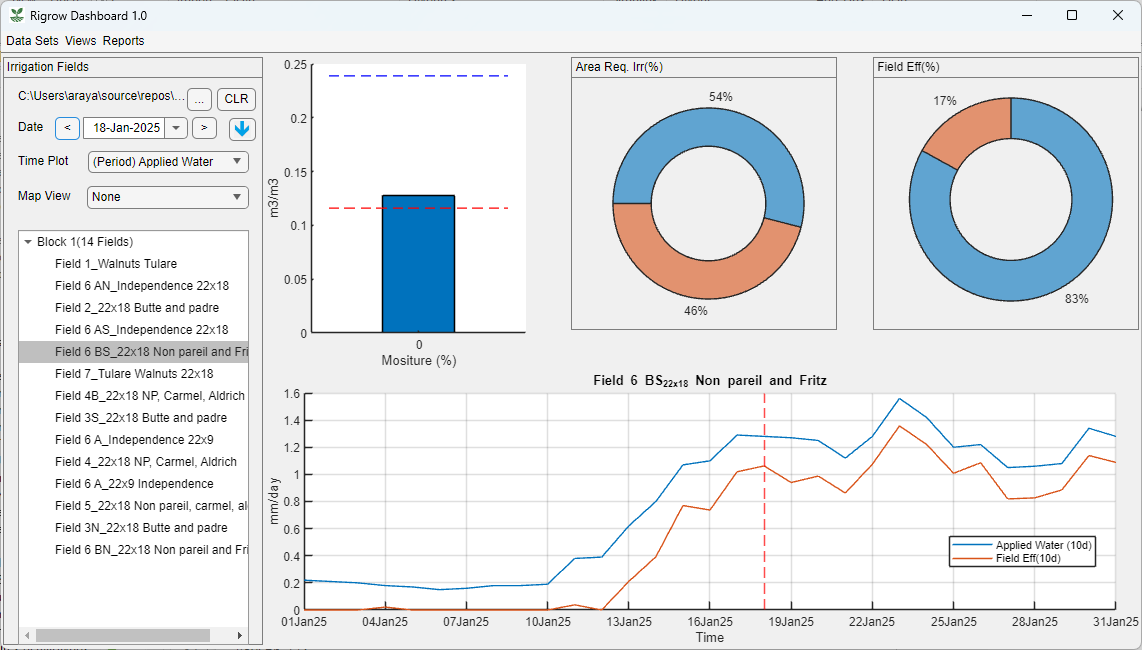 Rigrow Dashboard 1.0
Data Sets Views Reports
Irrigation Fields
C:\Users\araya\source\repos\... ... CLR
Date < 18-Jan-2025 >
Time Plot (Period) Applied Water
Map View None
Block 1(14 Fields)
Field 1_Walnuts Tulare
Field 6 AN_Independence 22x18
Field 2_22x18 Butte and padre
Field 6 AS_Independence 22x18
Field 6 BS_22x18 Non pareil and Fri
Field 7_Tulare Walnuts 22x18
Field 4B_22x18 NP, Carmel, Aldrich
Field 3S_22x18 Butte and padre
Field 6 A_Independence 22x9
Field 4_22x18 NP, Carmel, Aldrich
Field 6 A_22x9 Independence
Field 5_22x18 Non pareil, carmel, al
Field 3N_22x18 Butte and padre
Field 6 BN_22x18 Non pareil and Fri
0.25
0.2
0.15
0.1
0.05
0
m3/m3
0
Mositure (%)
Area Req. Irr(%)
54%
46%
Field Eff(%)
17%
83%
Field 6 BS22x18 Non pareil and Fritz
1.6
1.4
1.2
1
0.8
0.6
0.4
0.2
0
mm/day
Applied Water (10d)
Field Eff(10d)
01Jan25 04Jan25 07Jan25 10Jan25 13Jan25 16Jan25 19Jan25 22Jan25 25Jan25 28Jan25 31Jan25
Time